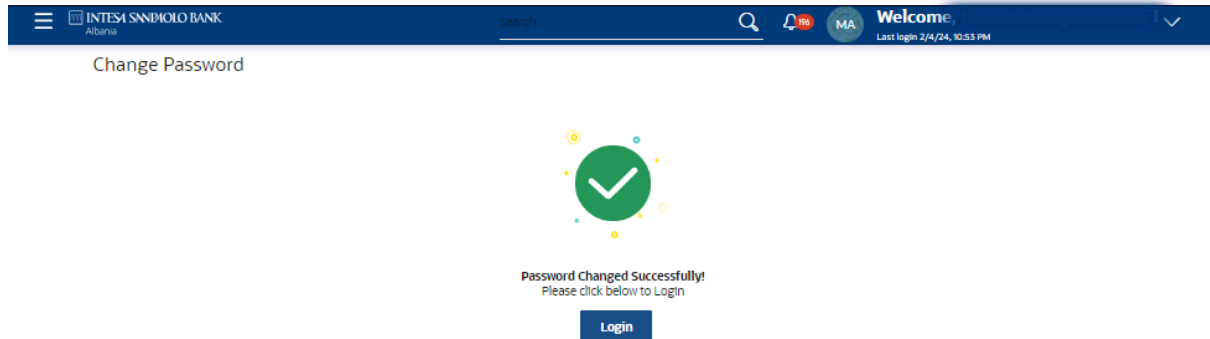 INTESA SANPAOLO BANK
Albania
Search ...
196
MA
Welcome,
Last login 2/4/24, 10:53 PM
Change Password
Password Changed Successfully!
Please click below to Login
Login